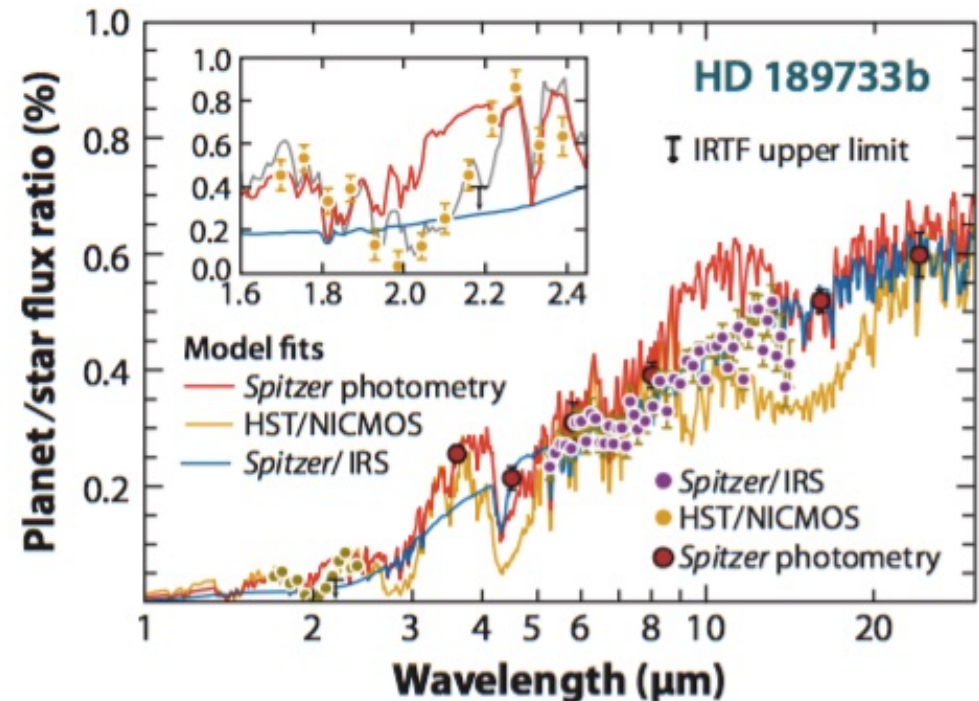 Planet/star flux ratio (%)
1.0
0.8
0.6
0.4
0.2
HD 189733b
IRTF upper limit
1.0
0.8
0.6
0.4
0.2
0.0
1.6
1.8
2.0
2.2
2.4
Model fits
Spitzer photometry
HST/NICMOS
Spitzer/ IRS
Spitzer/IRS
HST/NICMOS
Spitzer photometry
1
2
3
4
5
6
8
10
20
Wavelength (μm)